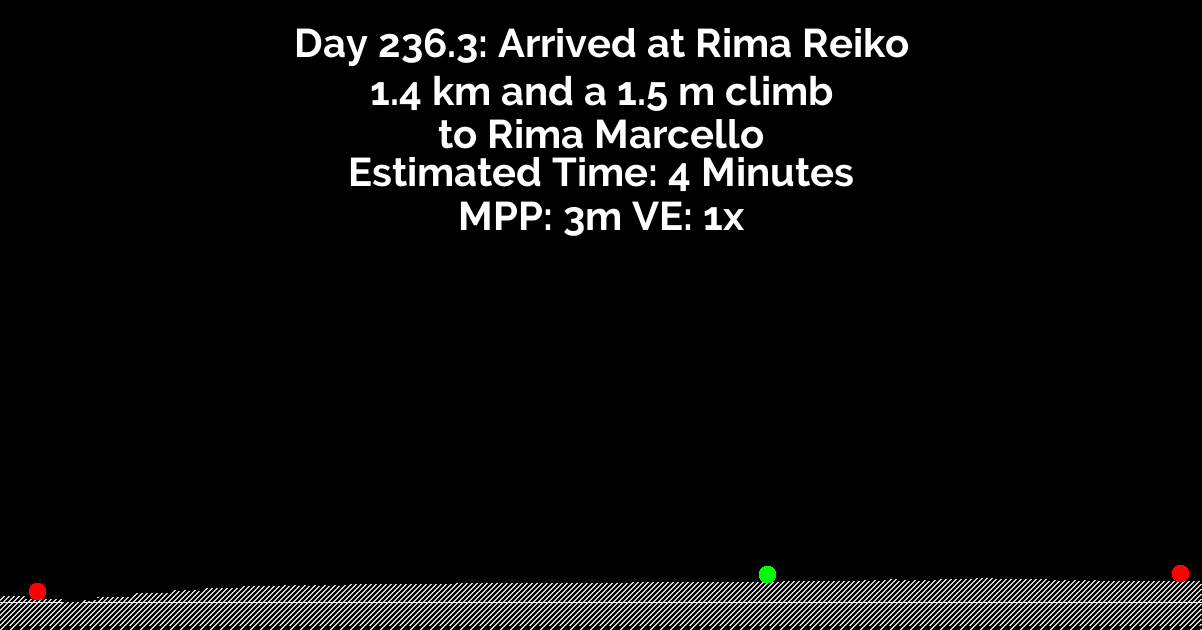 Day 236.3: Arrived at Rima Reiko
1.4 km and a 1.5 m climb
to Rima Marcello
Estimated Time: 4 Minutes
MPP: 3m VE: 1x